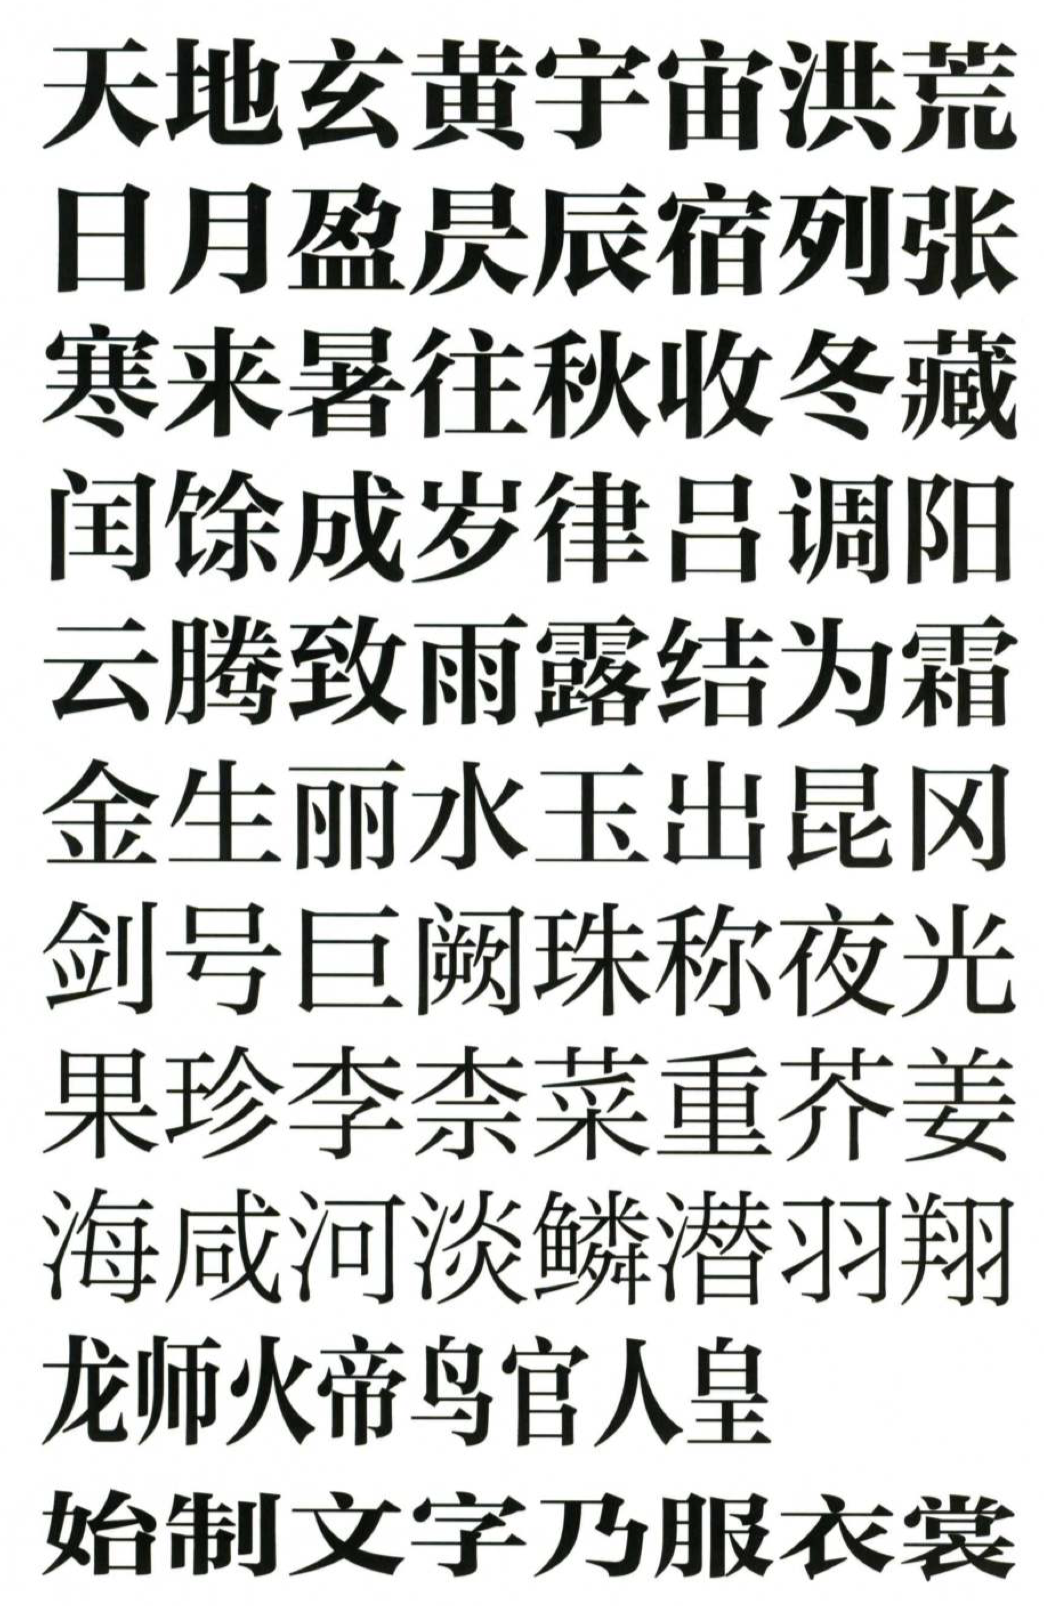 天地玄黄宇宙洪荒
日月盈昃辰宿列张
寒来暑往秋收冬藏
闰馀成岁律吕调阳
云腾致雨露结为霜
金生丽水玉出昆冈
剑号巨阙珠称夜光
果珍李柰菜重芥姜
海咸河淡鳞潜羽翔
龙师火帝鸟官人皇
始制文字乃服衣裳